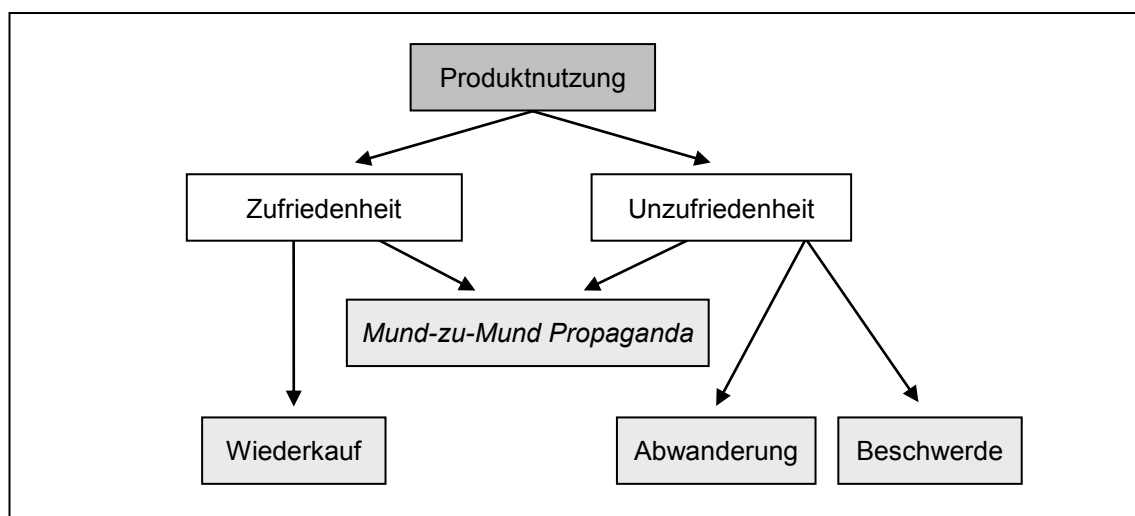 Produktnutzung
Zufriedenheit
Unzufriedenheit
Mund-zu-Mund Propaganda
Wiederkauf
Abwanderung
Beschwerde